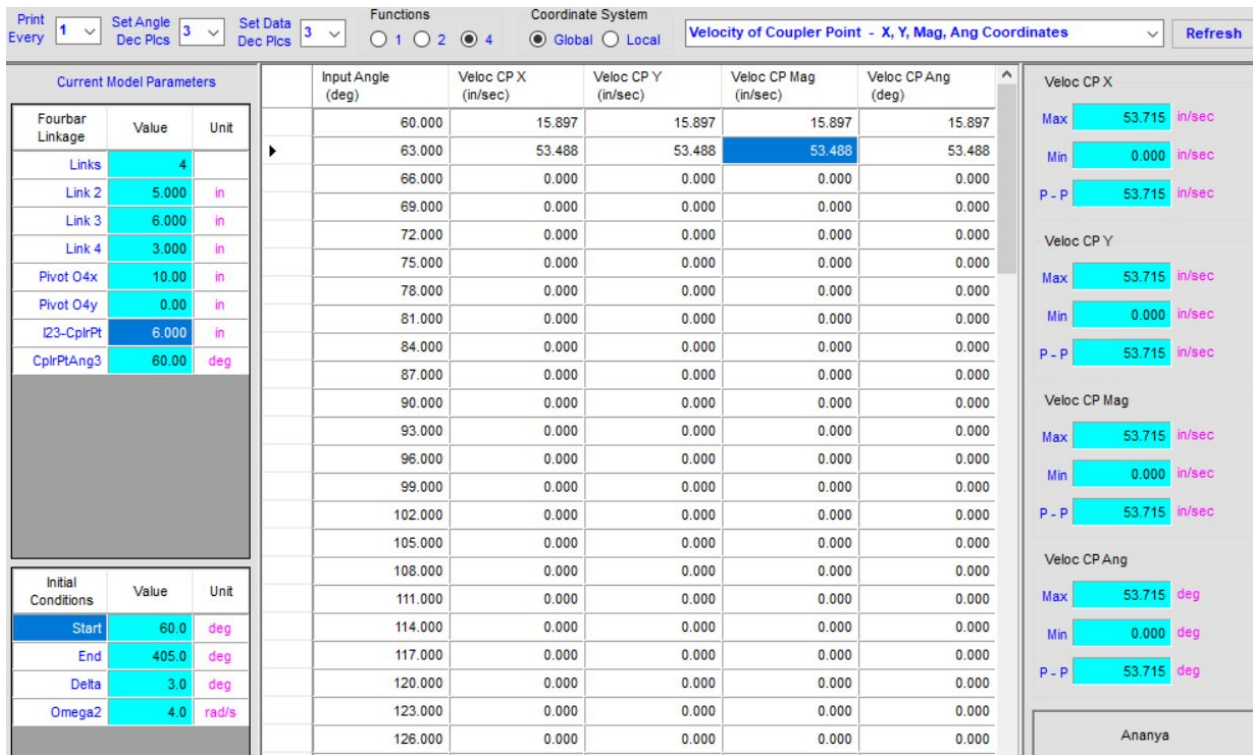 Print Every 1 Set Angle Dec Plcs 3 Set Data Dec Plcs 3 Functions 1 2 4 Coordinate System Global Local Velocity of Coupler Point - X, Y, Mag, Ang Coordinates Refresh
Current Model Parameters
Fourbar Linkage Value Unit
Links 4
Link 2 5.000 in
Link 3 6.000 in
Link 4 3.000 in
Pivot O4x 10.00 in
Pivot O4y 0.00 in
I23-CplrPt 6.000 in
CplrPtAng3 60.00 deg
Initial Conditions Value Unit
Start 60.0 deg
End 405.0 deg
Delta 3.0 deg
Omega2 4.0 rad/s
Input Angle (deg) Veloc CP X (in/sec) Veloc CP Y (in/sec) Veloc CP Mag (in/sec) Veloc CP Ang (deg)
60.000 15.897 15.897 15.897 15.897
63.000 53.488 53.488 53.488 53.488
66.000 0.000 0.000 0.000 0.000
69.000 0.000 0.000 0.000 0.000
72.000 0.000 0.000 0.000 0.000
75.000 0.000 0.000 0.000 0.000
78.000 0.000 0.000 0.000 0.000
81.000 0.000 0.000 0.000 0.000
84.000 0.000 0.000 0.000 0.000
87.000 0.000 0.000 0.000 0.000
90.000 0.000 0.000 0.000 0.000
93.000 0.000 0.000 0.000 0.000
96.000 0.000 0.000 0.000 0.000
99.000 0.000 0.000 0.000 0.000
102.000 0.000 0.000 0.000 0.000
105.000 0.000 0.000 0.000 0.000
108.000 0.000 0.000 0.000 0.000
111.000 0.000 0.000 0.000 0.000
114.000 0.000 0.000 0.000 0.000
117.000 0.000 0.000 0.000 0.000
120.000 0.000 0.000 0.000 0.000
123.000 0.000 0.000 0.000 0.000
126.000 0.000 0.000 0.000 0.000
Veloc CP X
Max 53.715 in/sec
Min 0.000 in/sec
P - P 53.715 in/sec
Veloc CP Y
Max 53.715 in/sec
Min 0.000 in/sec
P - P 53.715 in/sec
Veloc CP Mag
Max 53.715 in/sec
Min 0.000 in/sec
P - P 53.715 in/sec
Veloc CP Ang
Max 53.715 deg
Min 0.000 deg
P - P 53.715 deg
Ananya